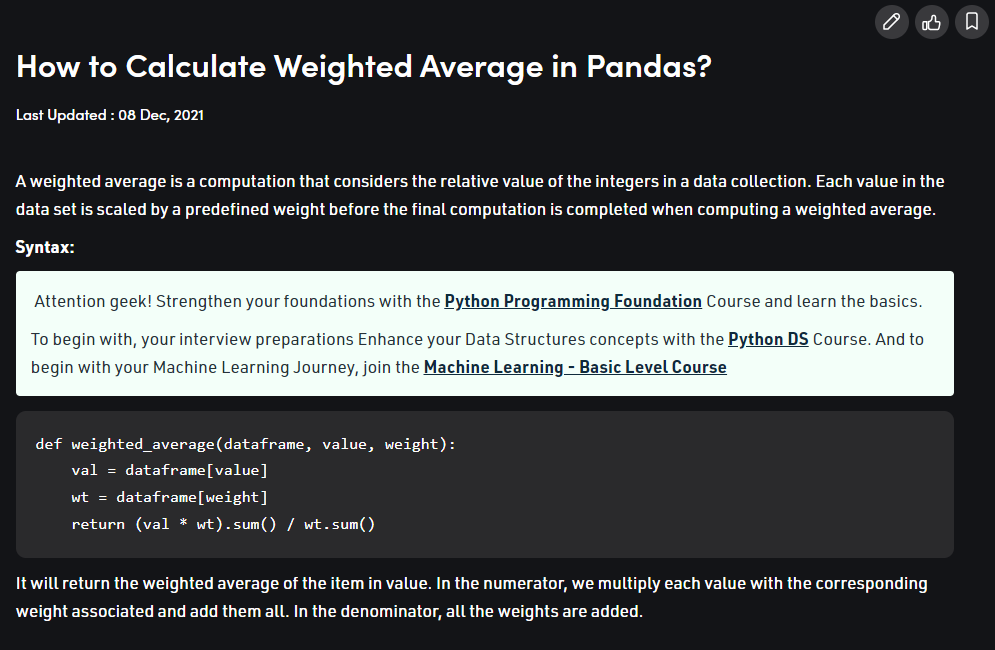 How to Calculate Weighted Average in Pandas?
Last Updated : 08 Dec, 2021
A weighted average is a computation that considers the relative value of the integers in a data collection. Each value in the
data set is scaled by a predefined weight before the final computation is completed when computing a weighted average.
Syntax:
Attention geek! Strengthen your foundations with the Python Programming Foundation Course and learn the basics.
To begin with, your interview preparations Enhance your Data Structures concepts with the Python DS Course. And to
begin with your Machine Learning Journey, join the Machine Learning - Basic Level Course
def weighted_average(dataframe, value, weight):
    val = dataframe[value]
    wt = dataframe[weight]
    return (val * wt).sum() / wt.sum()
It will return the weighted average of the item in value. In the numerator, we multiply each value with the corresponding
weight associated and add them all. In the denominator, all the weights are added.